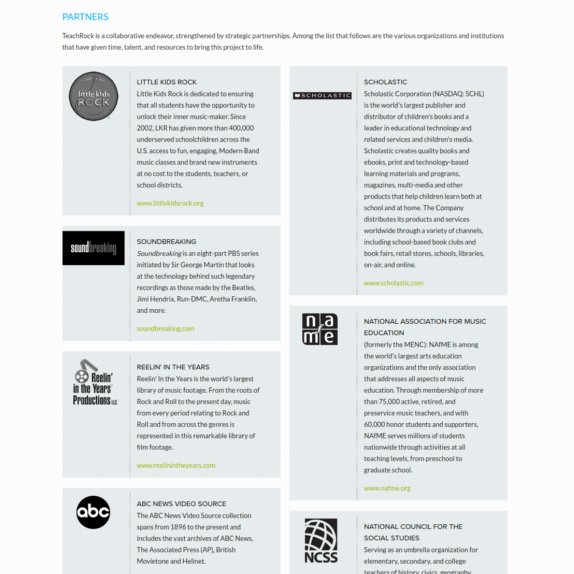 PARTNERS
TeachRock is a collaborative endeavor, strengthened by strategic partnerships. Among the list that follows are the various organizations and institutions
that have given time, talent, and resources to bring this project to life.
little kids
ROCK
LITTLE KIDS ROCK
Little Kids Rock is dedicated to ensuring
that all students have the opportunity to
unlock their inner music-maker. Since
2002, LKR has given more than 400,000
underserved schoolchildren across the
U.S. access to fun, engaging, Modern Band
music classes and brand new instruments
at no cost to the students, teachers, or
school districts.
www.littlekidsrock.org
soundbreaking
SOUNDBREAKING
Soundbreaking is an eight-part PBS series
initiated by Sir George Martin that looks
at the technology behind such legendary
recordings as those made by the Beatles,
Jimi Hendrix, Run-DMC, Aretha Franklin,
and more.
soundbreaking.com
Reelin'
in the Years
Productions LLC
REELIN' IN THE YEARS
Reelin' in the Years is the world's largest
library of music footage. From the roots of
Rock and Roll to the present day, music
from every period relating to Rock and
Roll and from across the genres is
represented in this remarkable library of
film footage.
www.reelinintheyears.com
abc
ABC NEWS VIDEO SOURCE
The ABC News Video Source collection
spans from 1896 to the present and
includes the vast archives of ABC News,
The Associated Press (AP), British
Movietone and Helinet.
SCHOLASTIC
SCHOLASTIC
Scholastic Corporation (NASDAQ: SCHL)
is the world's largest publisher and
distributor of children's books and a
leader in educational technology and
related services and children's media.
Scholastic creates quality books and
ebooks, print and technology-based
learning materials and programs,
magazines, multi-media and other
products that help children learn both at
school and at home. The Company
distributes its products and services
worldwide through a variety of channels,
including school-based book clubs and
book fairs, retail stores, schools, libraries,
on-air, and online.
www.scholastic.com
na
fme
NATIONAL ASSOCIATION FOR MUSIC
EDUCATION
(formerly the MENC): NAfME is among
the world's largest arts education
organizations and the only association
that addresses all aspects of music
education. Through membership of more
than 75,000 active, retired, and
preservice music teachers, and with
60,000 honor students and supporters,
NAfME serves millions of students
nationwide through activities at all
teaching levels, from preschool to
graduate school.
www.nafme.org
NCSS
NATIONAL COUNCIL FOR THE
SOCIAL STUDIES
Serving as an umbrella organization for
elementary, secondary, and college
teachers of history, civics, geography,